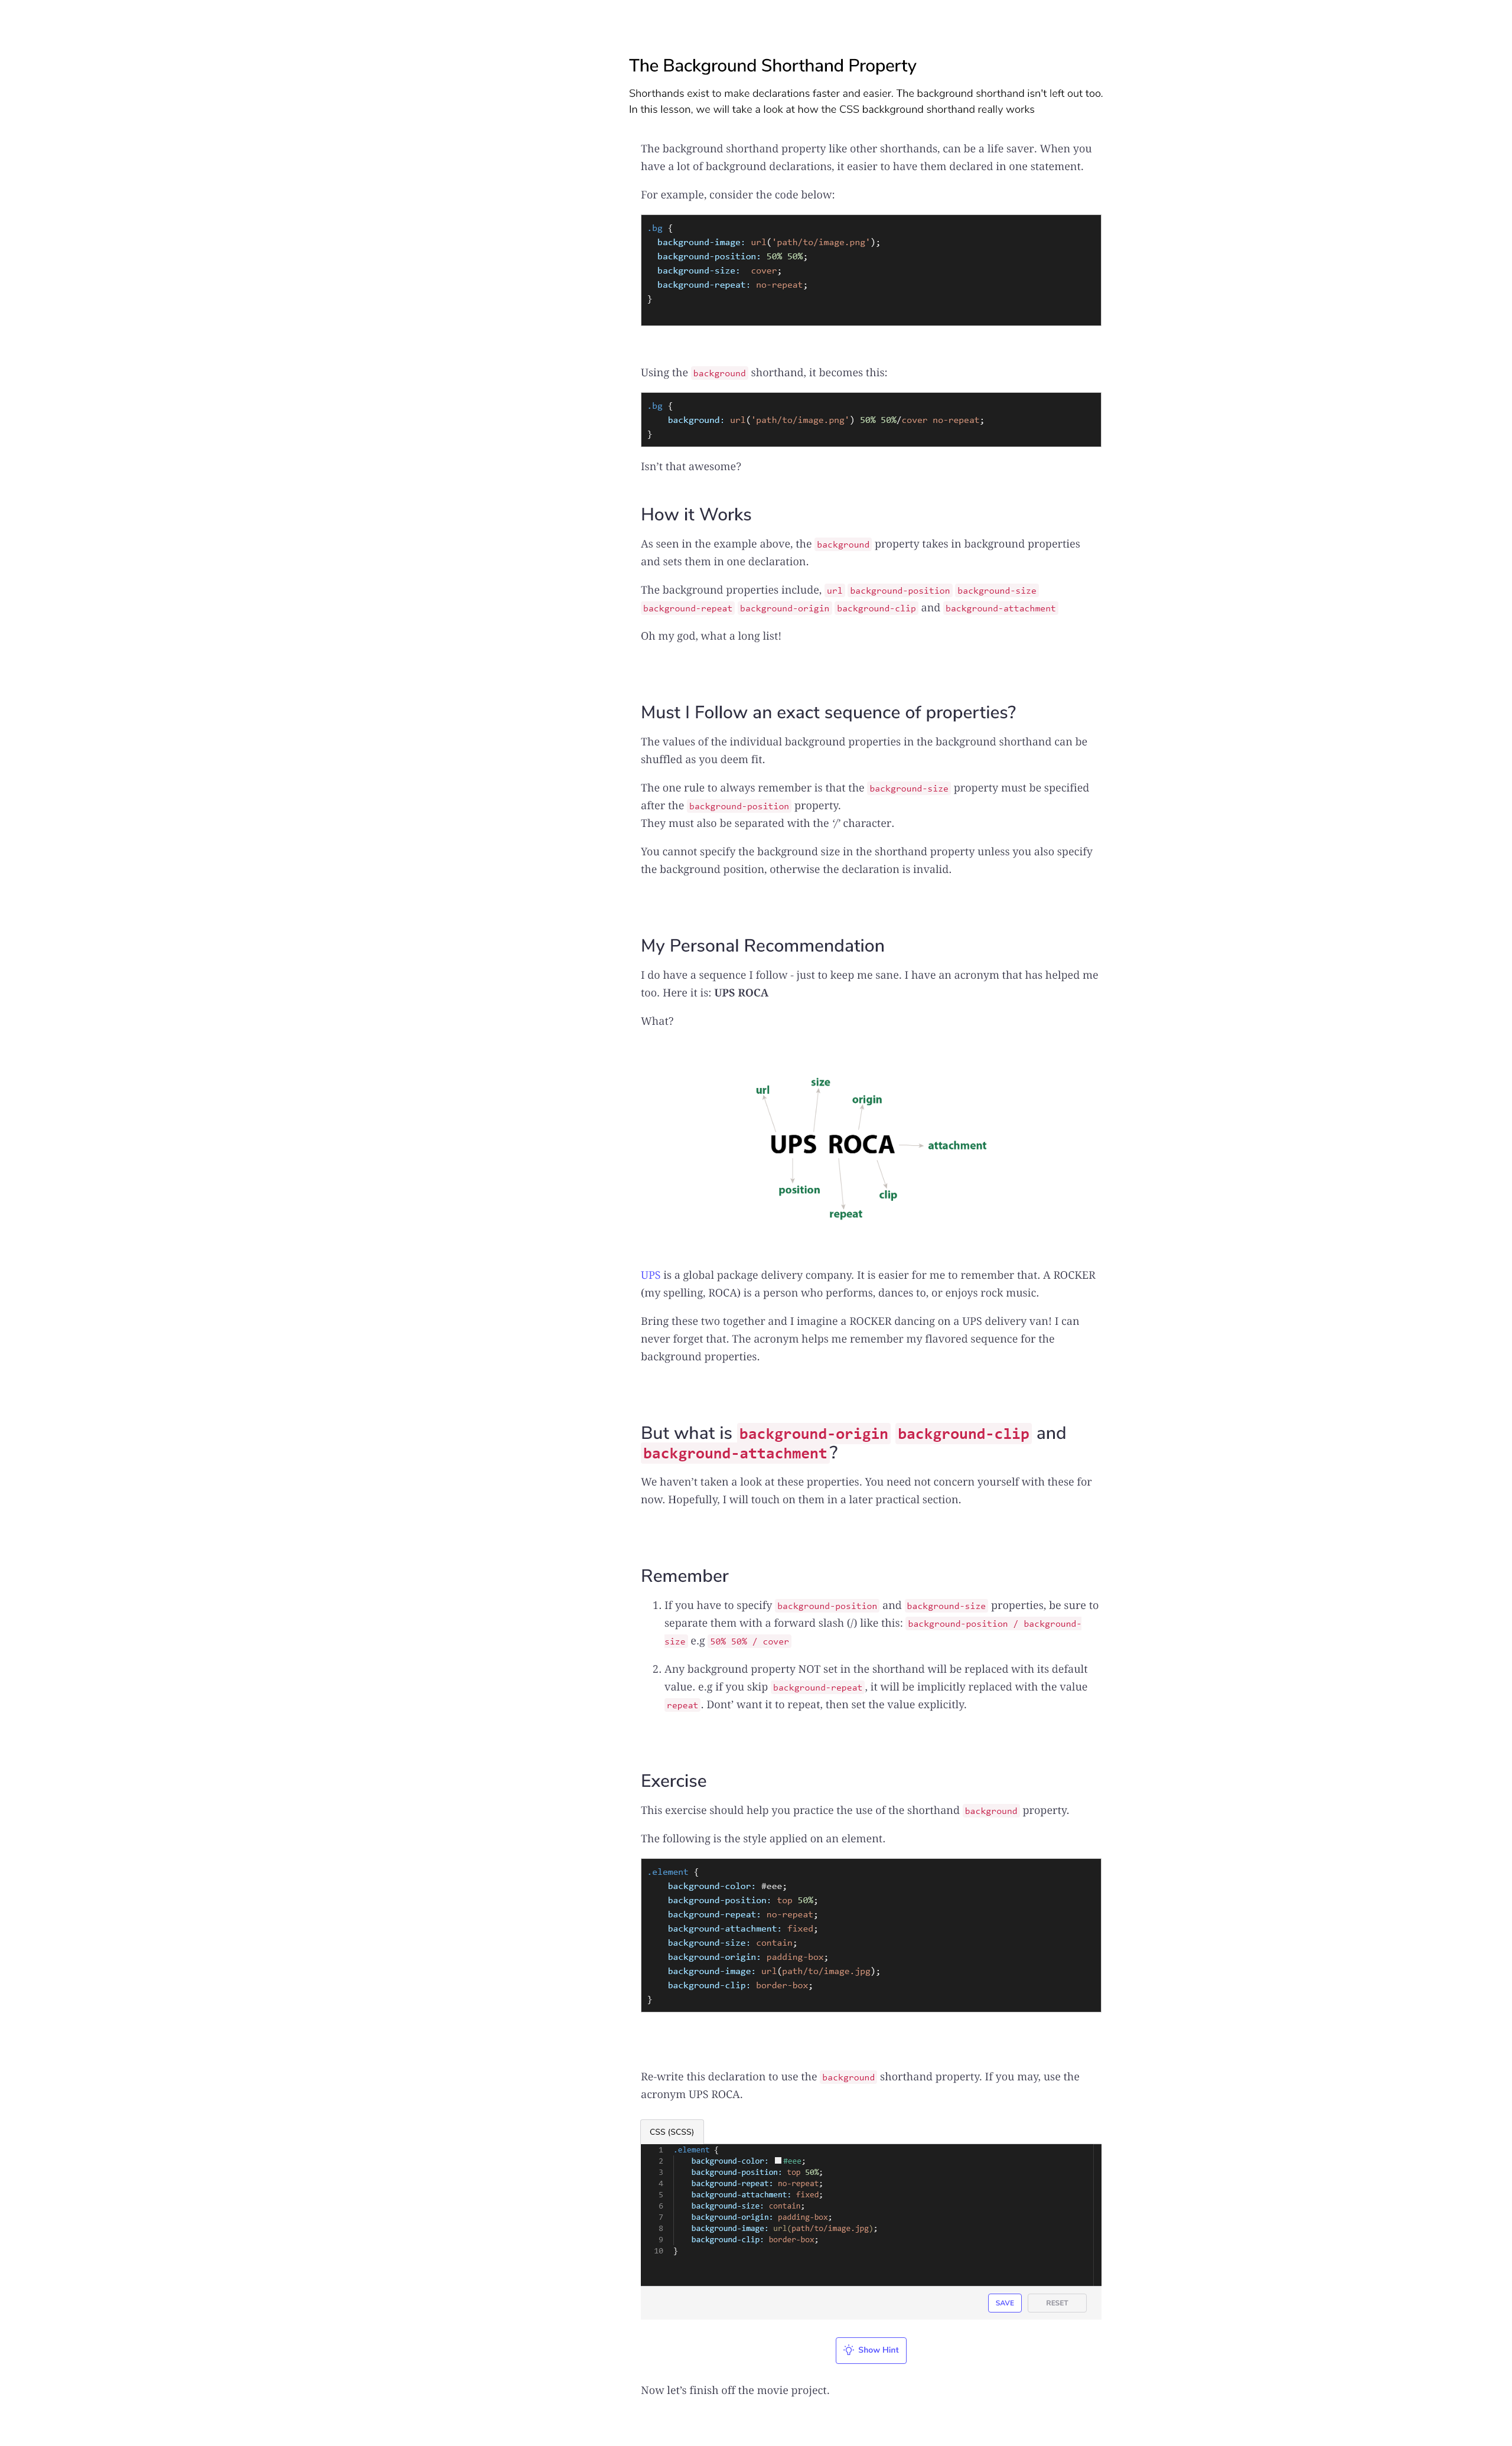 The Background Shorthand Property
Shorthands exist to make declarations faster and easier. The background shorthand isn't left out too.
In this lesson, we will take a look at how the CSS backkground shorthand really works
The background shorthand property like other shorthands, can be a life saver. When you
have a lot of background declarations, it easier to have them declared in one statement.
For example, consider the code below:
.bg {
  background-image: url('path/to/image.png');
  background-position: 50% 50%;
  background-size:  cover;
  background-repeat: no-repeat;
}
Using the background shorthand, it becomes this:
.bg {
    background: url('path/to/image.png') 50% 50%/cover no-repeat;
}
Isn’t that awesome?
How it Works
As seen in the example above, the background property takes in background properties
and sets them in one declaration.
The background properties include, url background-position background-size
background-repeat background-origin background-clip and background-attachment
Oh my god, what a long list!
Must I Follow an exact sequence of properties?
The values of the individual background properties in the background shorthand can be
shuffled as you deem fit.
The one rule to always remember is that the background-size property must be specified
after the background-position property.
They must also be separated with the ‘/’ character.
You cannot specify the background size in the shorthand property unless you also specify
the background position, otherwise the declaration is invalid.
My Personal Recommendation
I do have a sequence I follow - just to keep me sane. I have an acronym that has helped me
too. Here it is: UPS ROCA
What?
size
url
origin
UPS ROCA
attachment
position
clip
repeat
UPS is a global package delivery company. It is easier for me to remember that. A ROCKER
(my spelling, ROCA) is a person who performs, dances to, or enjoys rock music.
Bring these two together and I imagine a ROCKER dancing on a UPS delivery van! I can
never forget that. The acronym helps me remember my flavored sequence for the
background properties.
But what is background-origin background-clip and
background-attachment?
We haven’t taken a look at these properties. You need not concern yourself with these for
now. Hopefully, I will touch on them in a later practical section.
Remember
1. If you have to specify background-position and background-size properties, be sure to
separate them with a forward slash (/) like this: background-position / background-
size e.g 50% 50% / cover
2. Any background property NOT set in the shorthand will be replaced with its default
value. e.g if you skip background-repeat, it will be implicitly replaced with the value
repeat. Dont’ want it to repeat, then set the value explicitly.
Exercise
This exercise should help you practice the use of the shorthand background property.
The following is the style applied on an element.
.element {
    background-color: #eee;
    background-position: top 50%;
    background-repeat: no-repeat;
    background-attachment: fixed;
    background-size: contain;
    background-origin: padding-box;
    background-image: url(path/to/image.jpg);
    background-clip: border-box;
}
Re-write this declaration to use the background shorthand property. If you may, use the
acronym UPS ROCA.
CSS (SCSS)
1 .element {
2     background-color: #eee;
3     background-position: top 50%;
4     background-repeat: no-repeat;
5     background-attachment: fixed;
6     background-size: contain;
7     background-origin: padding-box;
8     background-image: url(path/to/image.jpg);
9     background-clip: border-box;
10 }
SAVE RESET
Show Hint
Now let’s finish off the movie project.